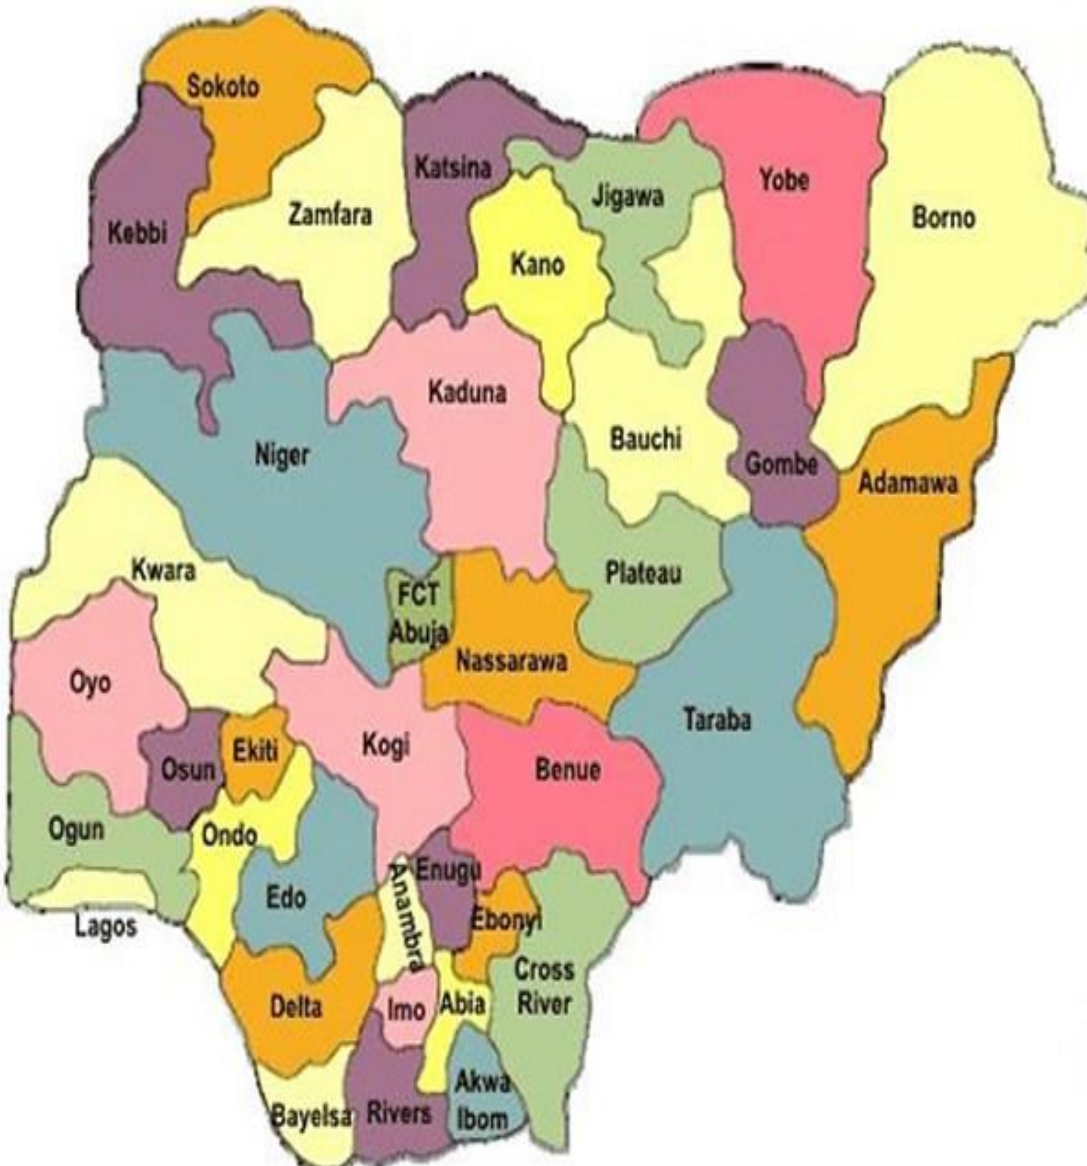 Sokoto
Katsina
Yobe
Jigawa
Zamfara
Borno
Kebbi
Kano
Kaduna
Bauchi
Niger
Gombe
Adamawa
Kwara
Plateau
FCT
Abuja
Nassarawa
Oyo
Taraba
Kogi
Ekiti
Osun
Benue
Ogun
Ondo
Enugu
Edo
Anambra
Ebonyi
Lagos
Cross
River
Delta
Imo
Abia
Akwa
Ibom
Bayelsa
Rivers